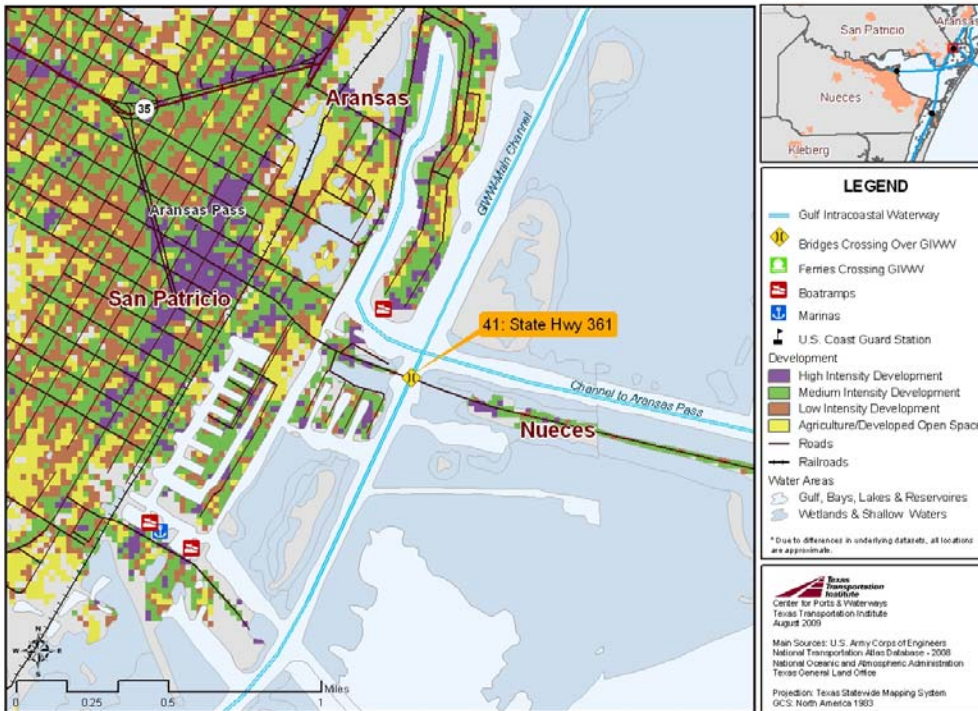 Aransas
35
GIWW-Main Channel
Aransas Pass
San Patricio
41: State Hwy 361
Channel to Aransas Pass
Nueces
N
W E
S
Miles
0 0.25 0.5 1
San Patricio
Aransas
Nueces
Kleberg
LEGEND
Gulf Intracoastal Waterway
Bridges Crossing Over GIWW
Ferries Crossing GIWW
Boatramps
Marinas
U.S. Coast Guard Station
Development
High Intensity Development
Medium Intensity Development
Low Intensity Development
Agriculture/Developed Open Space
Roads
Railroads
Water Areas
Gulf, Bays, Lakes & Reservoires
Wetlands & Shallow Waters
* Due to differences in underlying datasets, all locations
are approximate.
Texas
Transportation
Institute
Center for Ports & Waterways
Texas Transportation Institute
August 2009
Main Sources: U.S. Army Corps of Engineers
National Transportation Atlas Database - 2008
National Oceanic and Atmospheric Administration
Texas General Land Office
Projection: Texas Statewide Mapping System
GCS: North America 1983